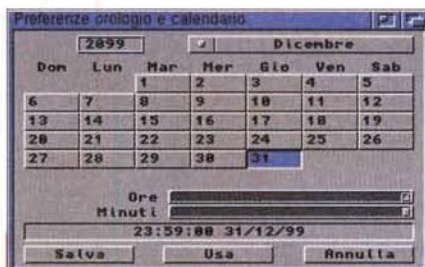 Preferenze orologio e calendario
2099 Dicembre
Dom Lun Mar Mer Gio Ven Sab
1 2 3 4 5
6 7 8 9 10 11 12
13 14 15 16 17 18 19
20 21 22 23 24 25 26
27 28 29 30 31
Ore
Minuti
23:59:00 31/12/99
Salva Usa Annulla